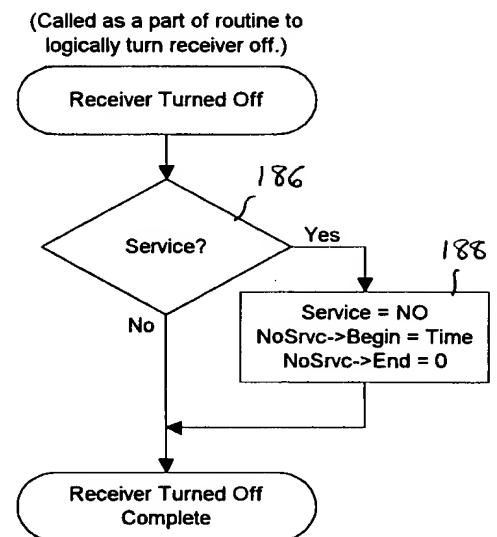 (Called as a part of routine to
logically turn receiver off.)
Receiver Turned Off
186
Service?
Yes
188
No
Service = NO
NoSrvc->Begin = Time
NoSrvc->End = 0
Receiver Turned Off
Complete